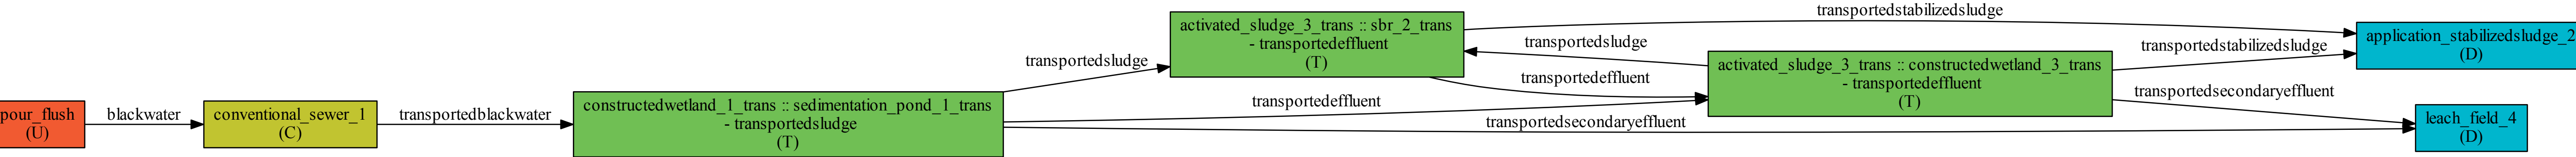 pour_flush
(U)
blackwater
conventional_sewer_1
(C)
transportedblackwater
constructedwetland_1_trans :: sedimentation_pond_1_trans
- transportedsludge
(T)
transportedsludge
activated_sludge_3_trans :: sbr_2_trans
- transportedeffluent
(T)
transportedeffluent
transportedsecondaryeffluent
transportedstabilizedsludge
transportedsludge
transportedeffluent
activated_sludge_3_trans :: constructedwetland_3_trans
- transportedeffluent
(T)
transportedstabilizedsludge
transportedsecondaryeffluent
application_stabilizedsludge_2
(D)
leach_field_4
(D)